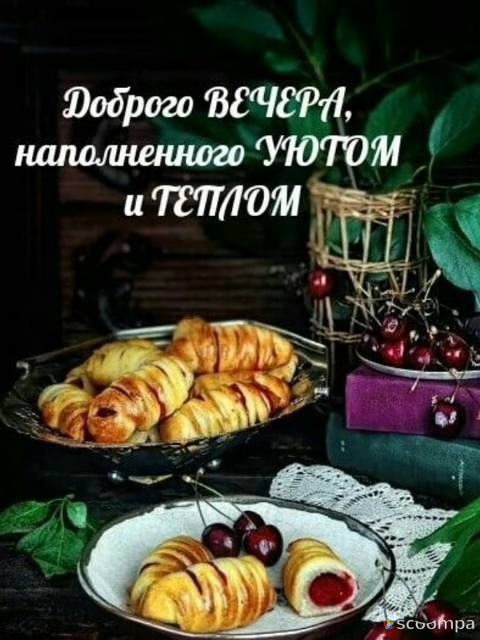 Доброго ВЕЧЕРА,
наполненного УЮТОМ
и ТЕПЛОМ
scoompa